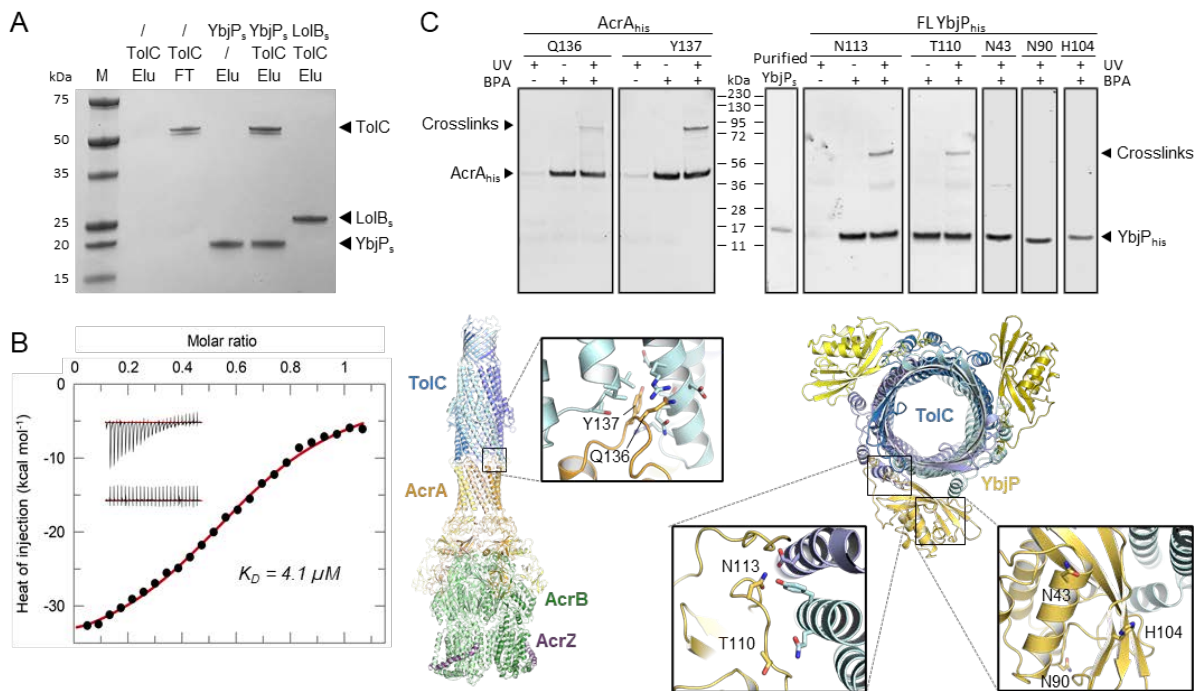 A
/ / YbjPs YbjPs LolBs
TolC TolC / TolC TolC
kDa M Elu FT Elu Elu Elu
75
50
35
25
20
15
TolC
LolBs
YbjPs
B
Molar ratio
0 0.2 0.4 0.6 0.8 1
0
-10
-20
-30
Heat of injection (kcal mol⁻¹)
K_D = 4.1 µM
C
AcrAhis
Q136 Y137
UV + - + + - +
BPA - + + - + +
kDa
230
130
95
72
56
36
28
17
11
Crosslinks
AcrAhis
FL YbjPhis
Purified YbjPs
N113 T110 N43 N90 H104
+ - + - + + + + UV
- + + + + + + + BPA
Crosslinks
YbjPhis
TolC
AcrA
AcrB
AcrZ
Y137
Q136
TolC
YbjP
N113
T110
N43
H104
N90